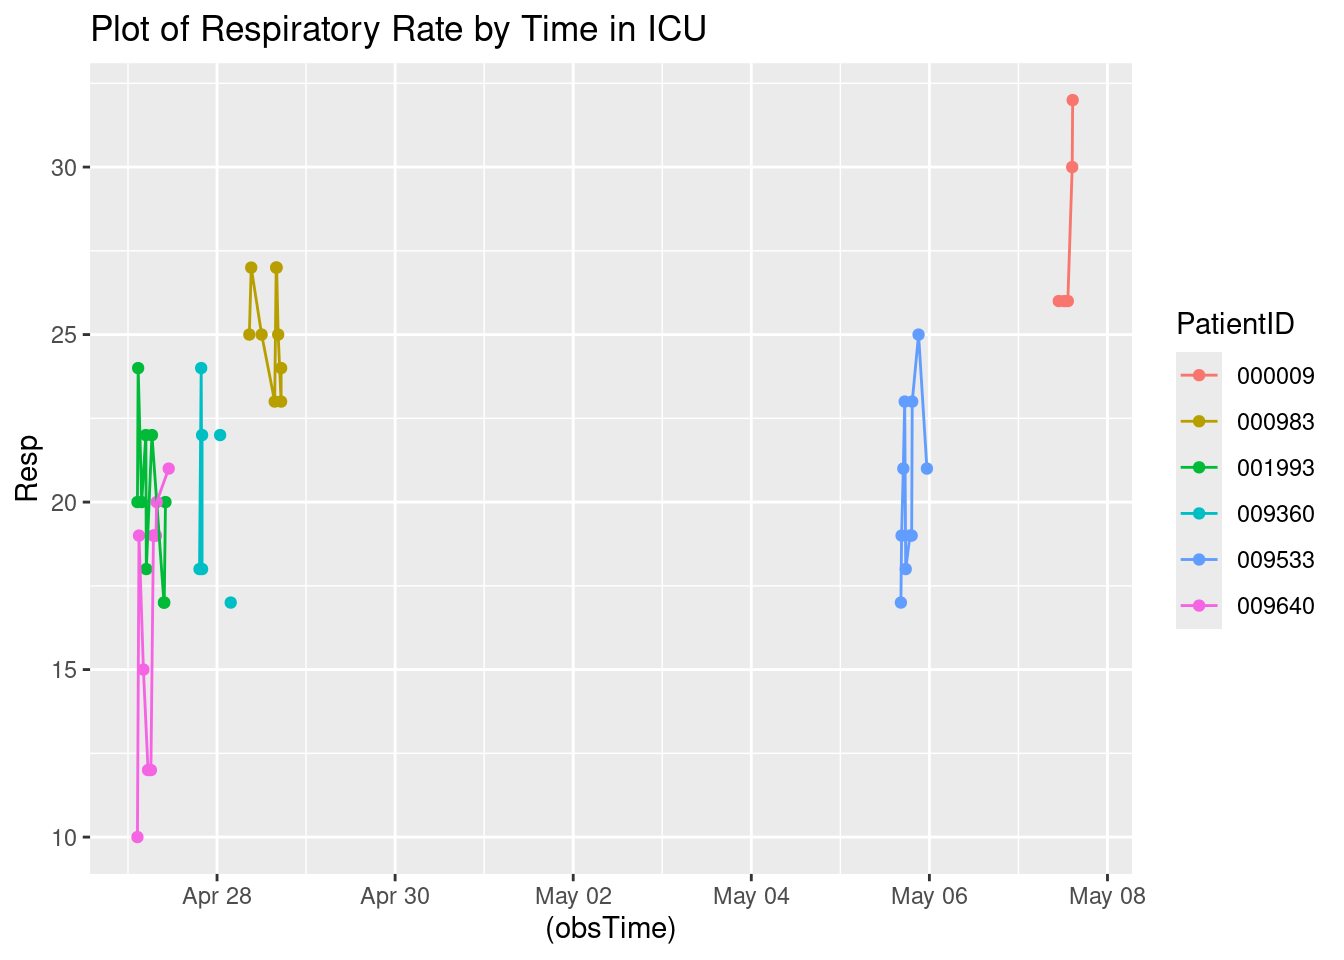 Plot of Respiratory Rate by Time in ICU
30
25
20
15
10
Resp
Apr 28
Apr 30
May 02
May 04
May 06
May 08
(obsTime)
PatientID
000009
000983
001993
009360
009533
009640